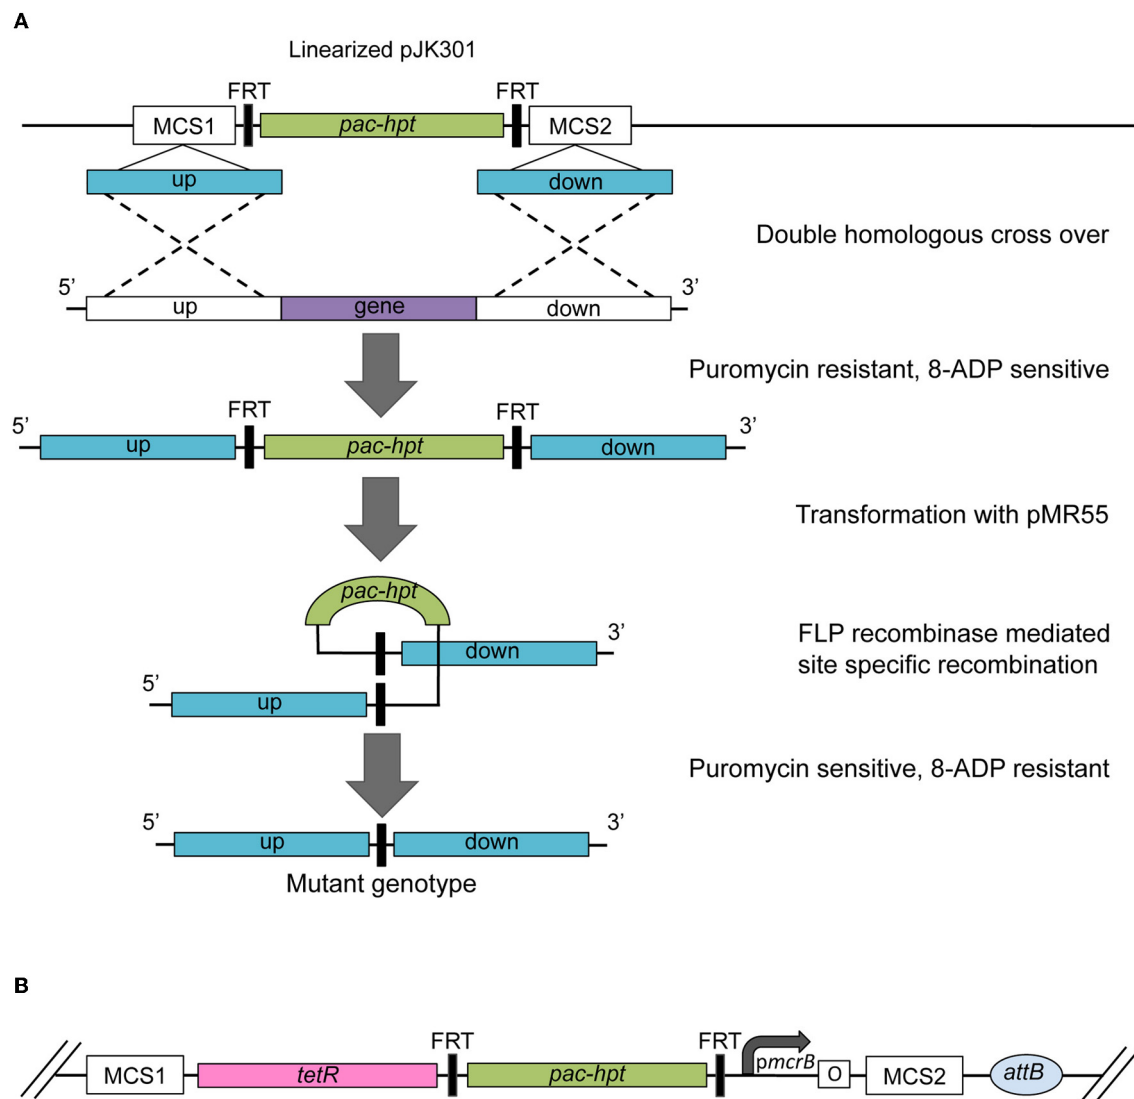 A
Linearized pJK301
FRT FRT
MCS1 pac-hpt MCS2
up down
Double homologous cross over
5’ 3’
up gene down
Puromycin resistant, 8-ADP sensitive
5’ FRT FRT 3’
up pac-hpt down
Transformation with pMR55
pac-hpt
FLP recombinase mediated
site specific recombination
down 3’
5’
up
Puromycin sensitive, 8-ADP resistant
5’ 3’
up down
Mutant genotype
B
FRT FRT
MCS1 tetR pac-hpt pmcrB O MCS2 attB